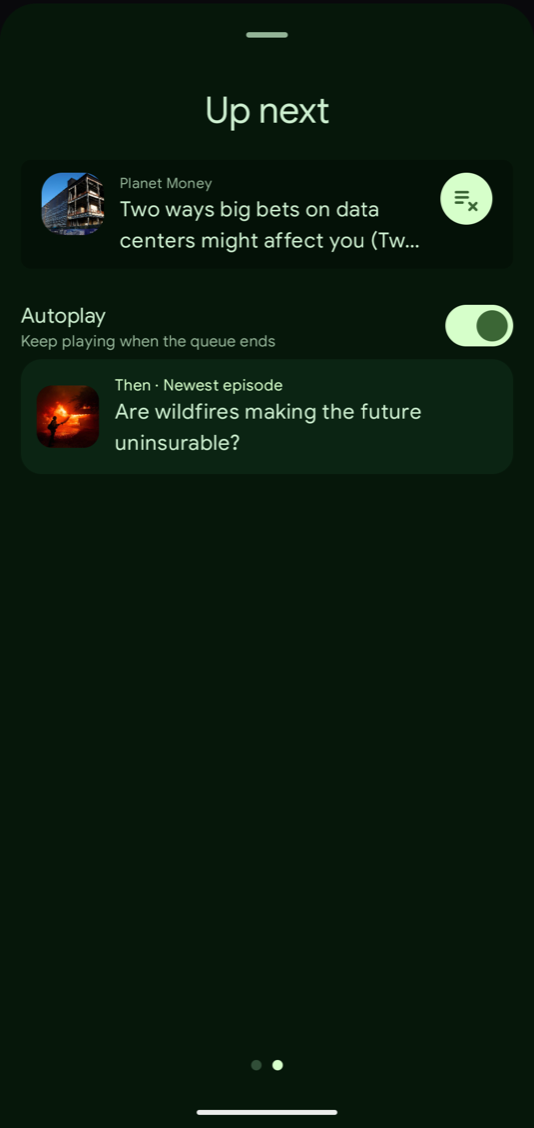 Up next
Planet Money
Two ways big bets on data
centers might affect you (Tw...
Autoplay
Keep playing when the queue ends
Then · Newest episode
Are wildfires making the future
uninsurable?